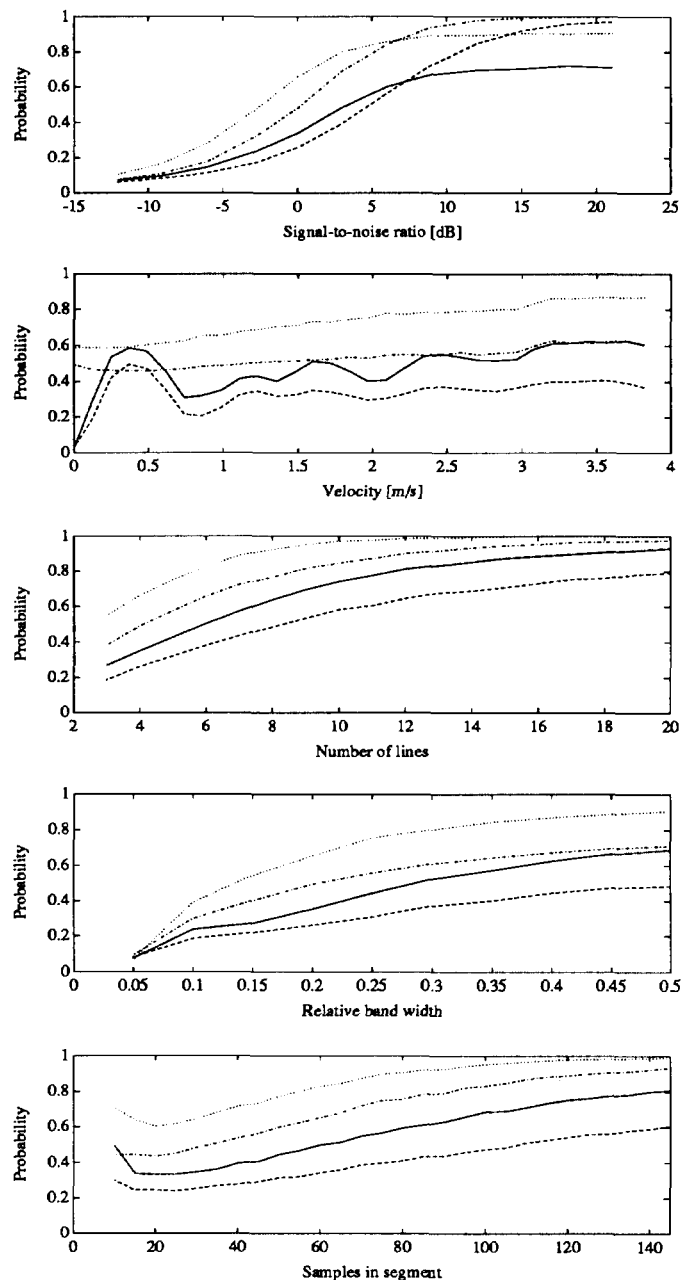 1
0.8
0.6
0.4
0.2
0
Probability
-15 -10 -5 0 5 10 15 20 25
Signal-to-noise ratio [dB]
1
0.8
0.6
0.4
0.2
0
Probability
0 0.5 1 1.5 2 2.5 3 3.5 4
Velocity [m/s]
1
0.8
0.6
0.4
0.2
0
Probability
2 4 6 8 10 12 14 16 18 20
Number of lines
1
0.8
0.6
0.4
0.2
0
Probability
0 0.05 0.1 0.15 0.2 0.25 0.3 0.35 0.4 0.45 0.5
Relative band width
1
0.8
0.6
0.4
0.2
0
Probability
0 20 40 60 80 100 120 140
Samples in segment